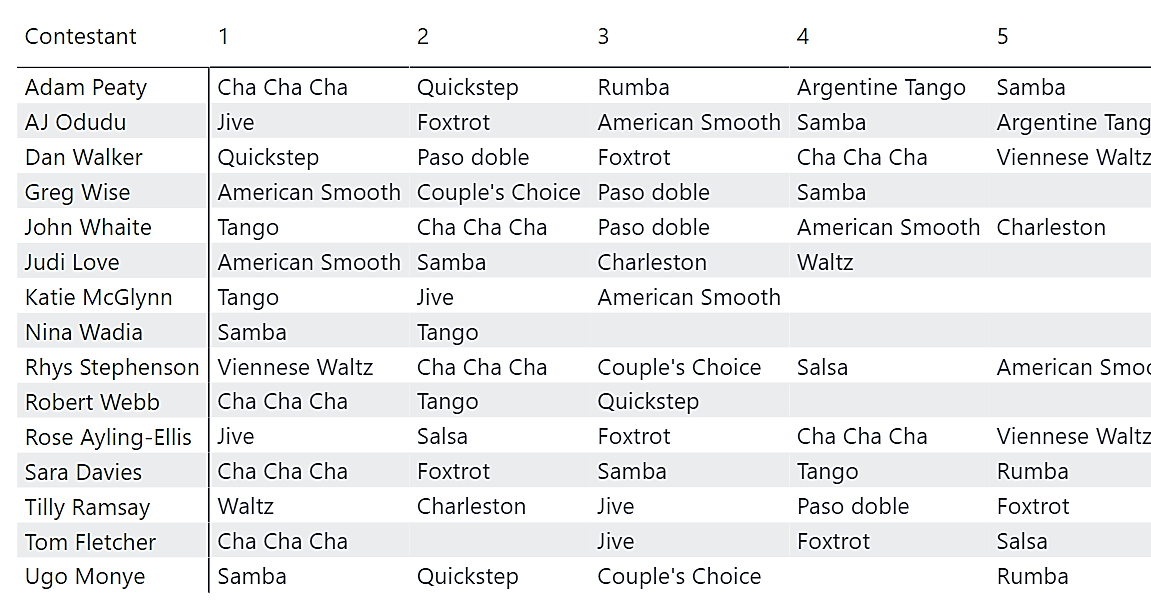 Contestant 1 2 3 4 5
Adam Peaty Cha Cha Cha Quickstep Rumba Argentine Tango Samba
AJ Odudu Jive Foxtrot American Smooth Samba Argentine Tang
Dan Walker Quickstep Paso doble Foxtrot Cha Cha Cha Viennese Waltz
Greg Wise American Smooth Couple's Choice Paso doble Samba
John Whaite Tango Cha Cha Cha Paso doble American Smooth Charleston
Judi Love American Smooth Samba Charleston Waltz
Katie McGlynn Tango Jive American Smooth
Nina Wadia Samba Tango
Rhys Stephenson Viennese Waltz Cha Cha Cha Couple's Choice Salsa American Smoo
Robert Webb Cha Cha Cha Tango Quickstep
Rose Ayling-Ellis Jive Salsa Foxtrot Cha Cha Cha Viennese Waltz
Sara Davies Cha Cha Cha Foxtrot Samba Tango Rumba
Tilly Ramsay Waltz Charleston Jive Paso doble Foxtrot
Tom Fletcher Cha Cha Cha Jive Foxtrot Salsa
Ugo Monye Samba Quickstep Couple's Choice Rumba